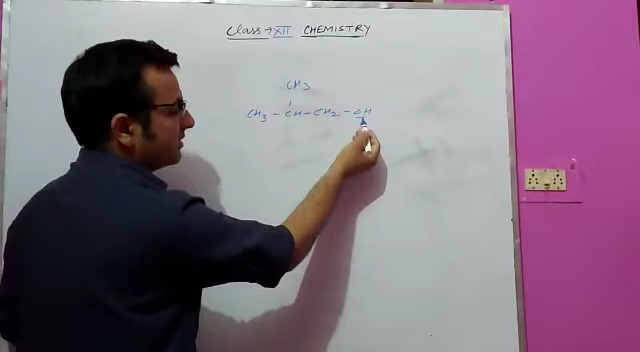 Class → XII CHEMISTRY
CH3
CH3 - CH - CH2 - OH